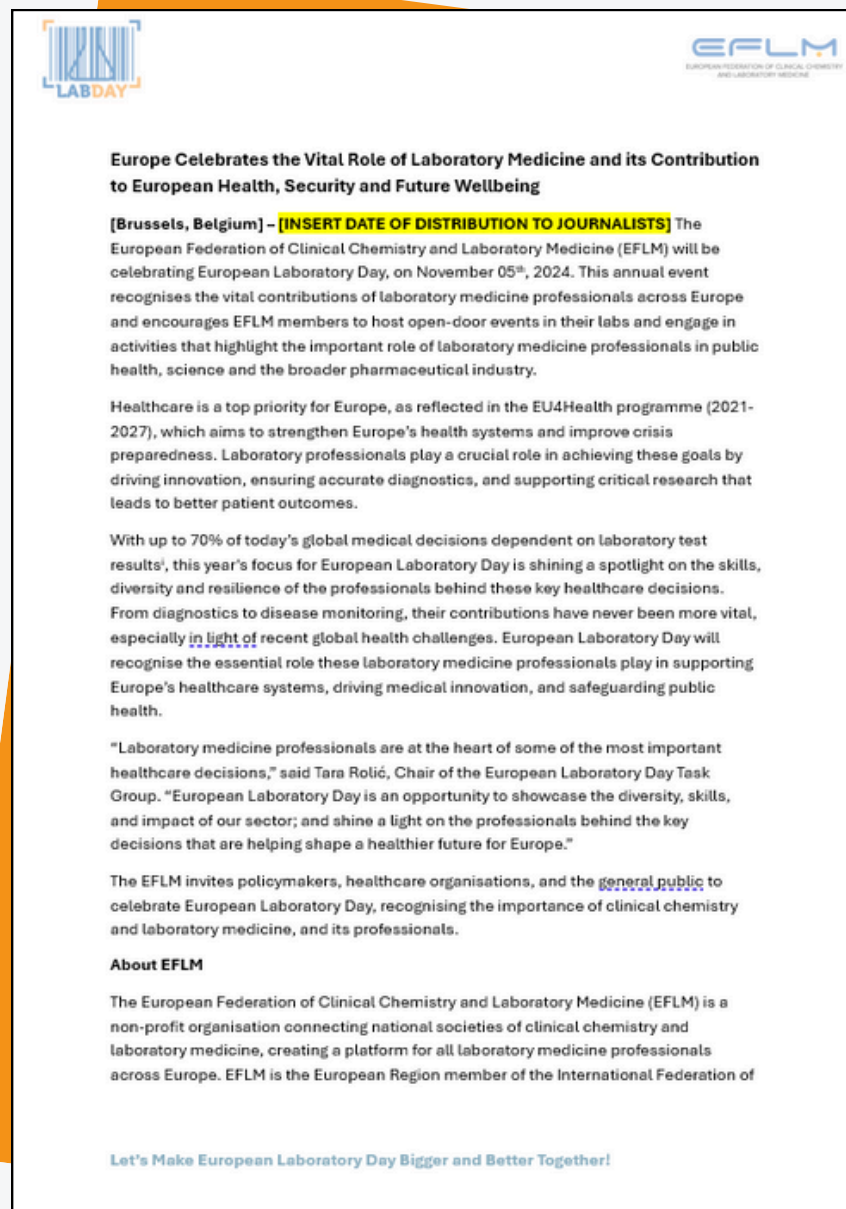 LABDAY
EFLM
EUROPEAN FEDERATION OF CLINICAL CHEMISTRY
AND LABORATORY MEDICINE
Europe Celebrates the Vital Role of Laboratory Medicine and its Contribution
to European Health, Security and Future Wellbeing
[Brussels, Belgium] – [INSERT DATE OF DISTRIBUTION TO JOURNALISTS] The
European Federation of Clinical Chemistry and Laboratory Medicine (EFLM) will be
celebrating European Laboratory Day, on November 05th, 2024. This annual event
recognises the vital contributions of laboratory medicine professionals across Europe
and encourages EFLM members to host open-door events in their labs and engage in
activities that highlight the important role of laboratory medicine professionals in public
health, science and the broader pharmaceutical industry.
Healthcare is a top priority for Europe, as reflected in the EU4Health programme (2021-
2027), which aims to strengthen Europe's health systems and improve crisis
preparedness. Laboratory professionals play a crucial role in achieving these goals by
driving innovation, ensuring accurate diagnostics, and supporting critical research that
leads to better patient outcomes.
With up to 70% of today's global medical decisions dependent on laboratory test
resultsⁱ, this year's focus for European Laboratory Day is shining a spotlight on the skills,
diversity and resilience of the professionals behind these key healthcare decisions.
From diagnostics to disease monitoring, their contributions have never been more vital,
especially in light of recent global health challenges. European Laboratory Day will
recognise the essential role these laboratory medicine professionals play in supporting
Europe's healthcare systems, driving medical innovation, and safeguarding public
health.
"Laboratory medicine professionals are at the heart of some of the most important
healthcare decisions," said Tara Rolić, Chair of the European Laboratory Day Task
Group. "European Laboratory Day is an opportunity to showcase the diversity, skills,
and impact of our sector; and shine a light on the professionals behind the key
decisions that are helping shape a healthier future for Europe."
The EFLM invites policymakers, healthcare organisations, and the general public to
celebrate European Laboratory Day, recognising the importance of clinical chemistry
and laboratory medicine, and its professionals.
About EFLM
The European Federation of Clinical Chemistry and Laboratory Medicine (EFLM) is a
non-profit organisation connecting national societies of clinical chemistry and
laboratory medicine, creating a platform for all laboratory medicine professionals
across Europe. EFLM is the European Region member of the International Federation of
Let's Make European Laboratory Day Bigger and Better Together!